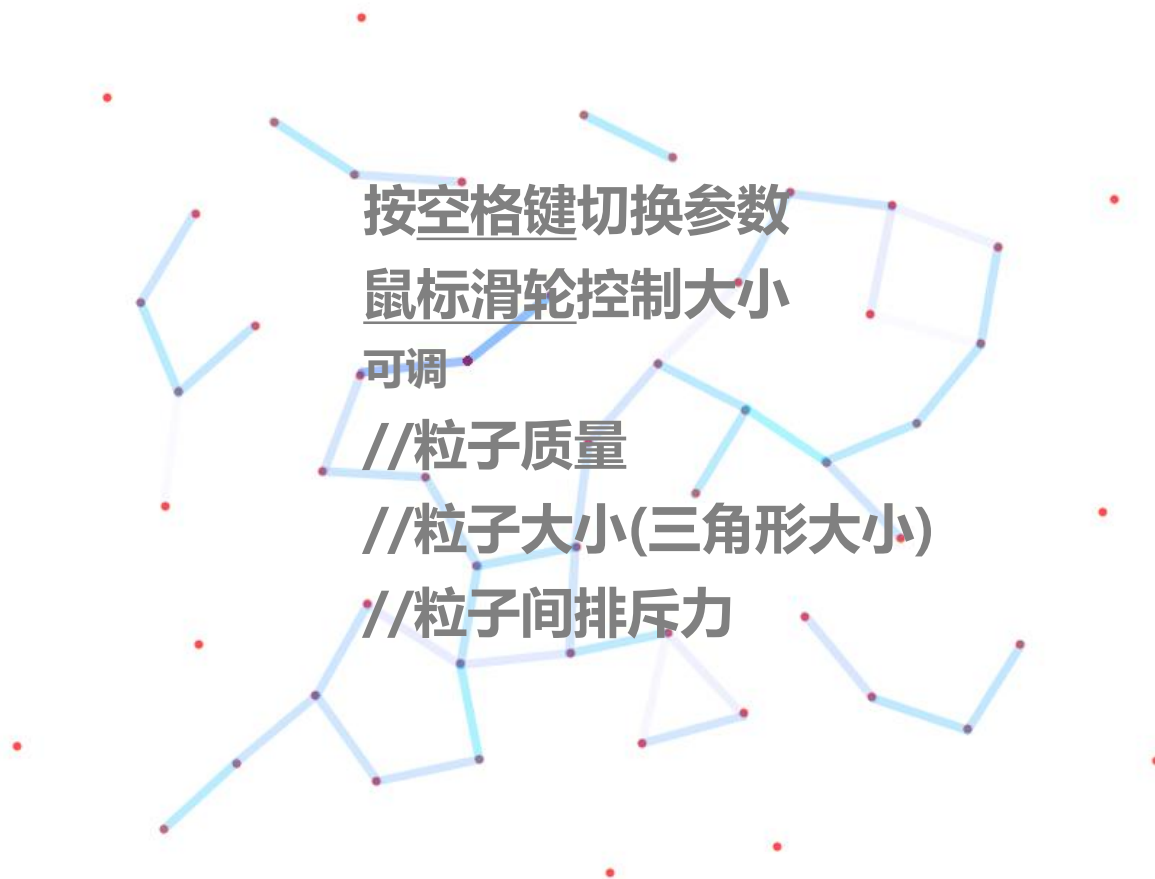 按空格键切换参数
鼠标滑轮控制大小
可调
//粒子质量
//粒子大小(三角形大小)
//粒子间排斥力